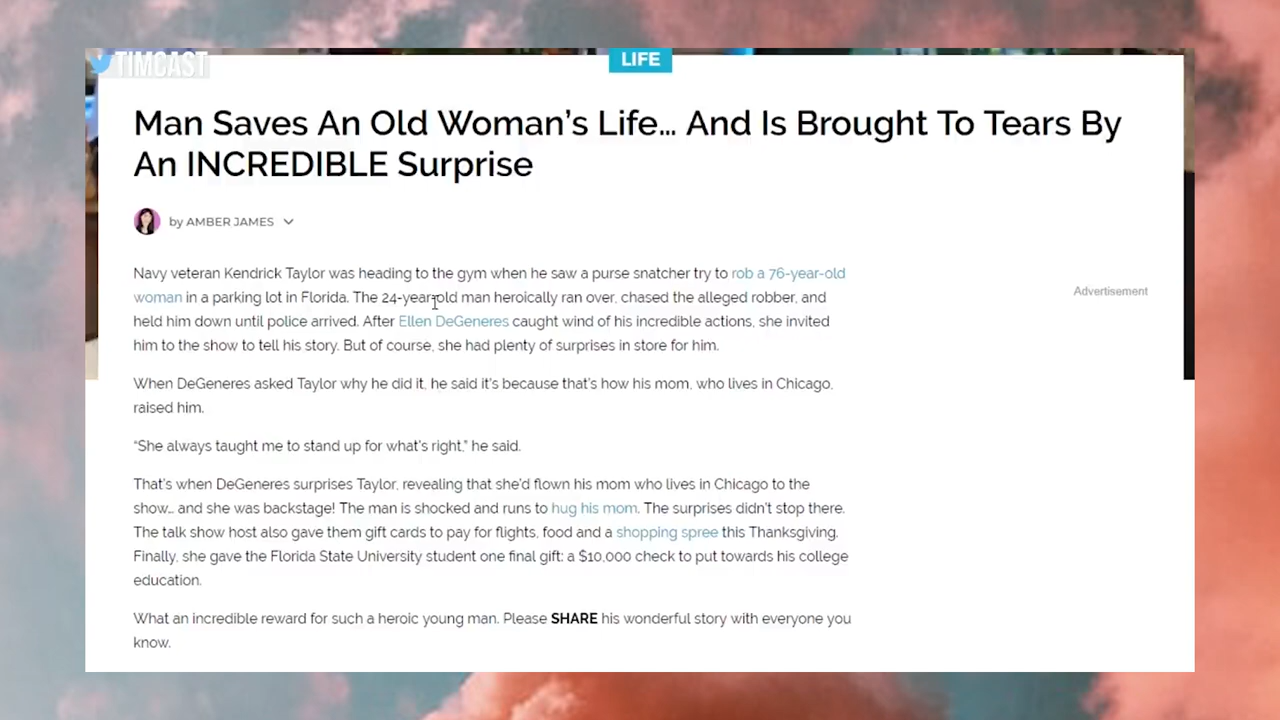 TIMCAST
LIFE
Man Saves An Old Woman's Life... And Is Brought To Tears By
An INCREDIBLE Surprise
by AMBER JAMES
Navy veteran Kendrick Taylor was heading to the gym when he saw a purse snatcher try to rob a 76-year-old
woman in a parking lot in Florida. The 24-year-old man heroically ran over, chased the alleged robber, and
held him down until police arrived. After Ellen DeGeneres caught wind of his incredible actions, she invited
him to the show to tell his story. But of course, she had plenty of surprises in store for him.
Advertisement
When DeGeneres asked Taylor why he did it, he said it's because that's how his mom, who lives in Chicago,
raised him.
“She always taught me to stand up for what's right,” he said.
That's when DeGeneres surprises Taylor, revealing that she'd flown his mom who lives in Chicago to the
show… and she was backstage! The man is shocked and runs to hug his mom. The surprises didn't stop there.
The talk show host also gave them gift cards to pay for flights, food and a shopping spree this Thanksgiving.
Finally, she gave the Florida State University student one final gift: a $10,000 check to put towards his college
education.
What an incredible reward for such a heroic young man. Please SHARE his wonderful story with everyone you
know.